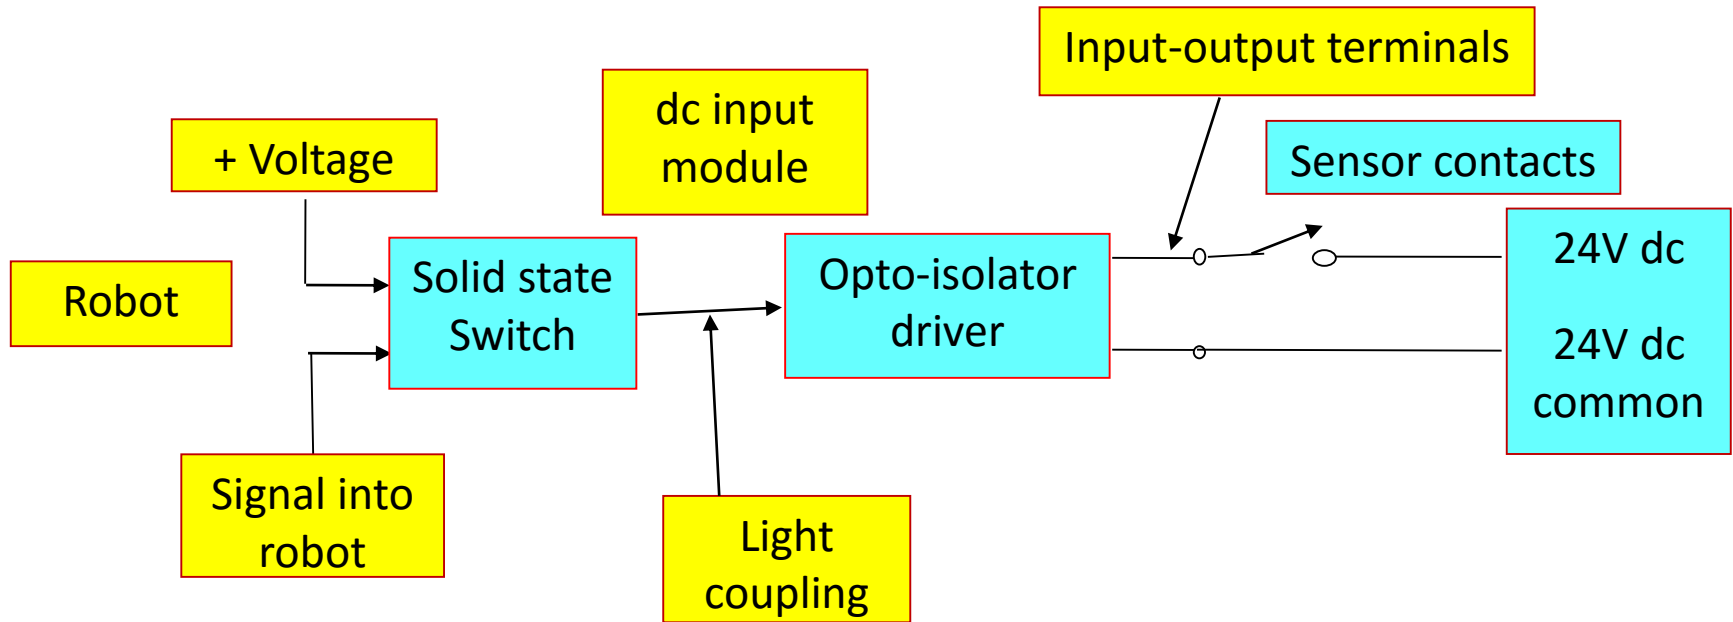 Input-output terminals
dc input
module
+ Voltage
Sensor contacts
Robot
Solid state
Switch
Opto-isolator
driver
24V dc
24V dc
common
Signal into
robot
Light
coupling